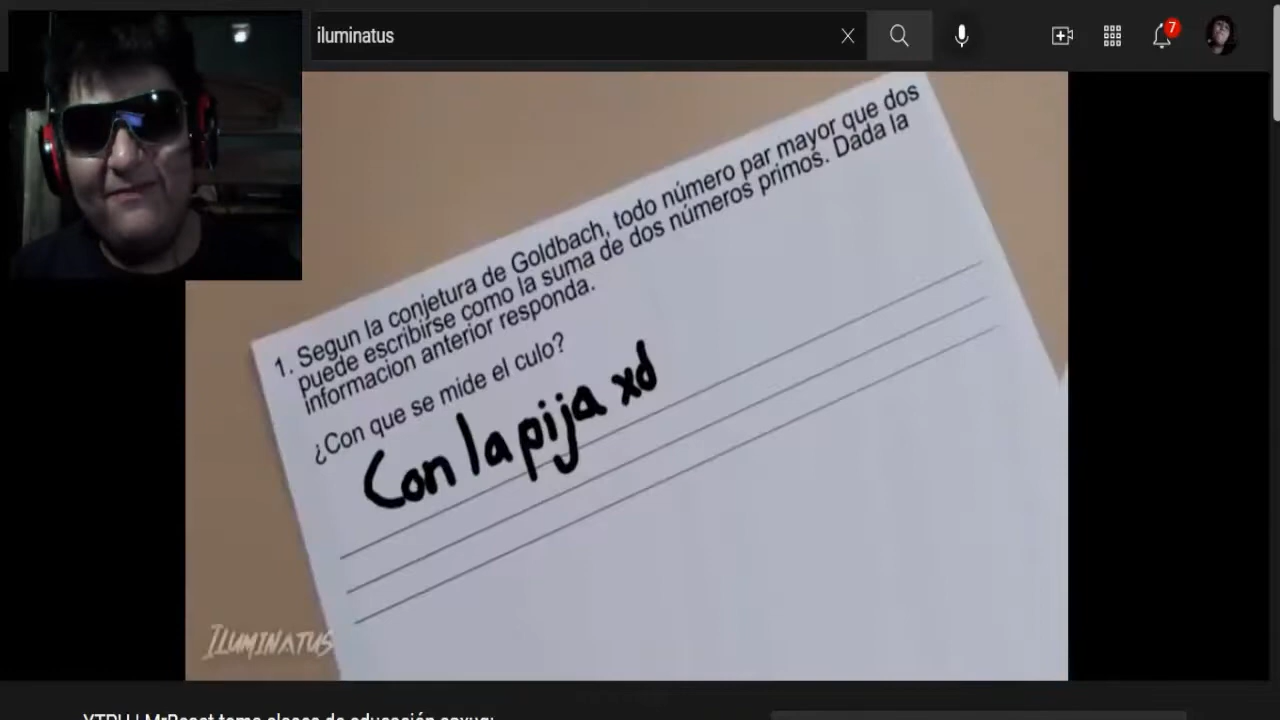 iluminatus
7
1. Segun la conjetura de Goldbach, todo número par mayor que dos
puede escribirse como la suma de dos números primos. Dada la
informacion anterior responda.
¿Con que se mide el culo?
Con la pija xd
ILUMINATUS